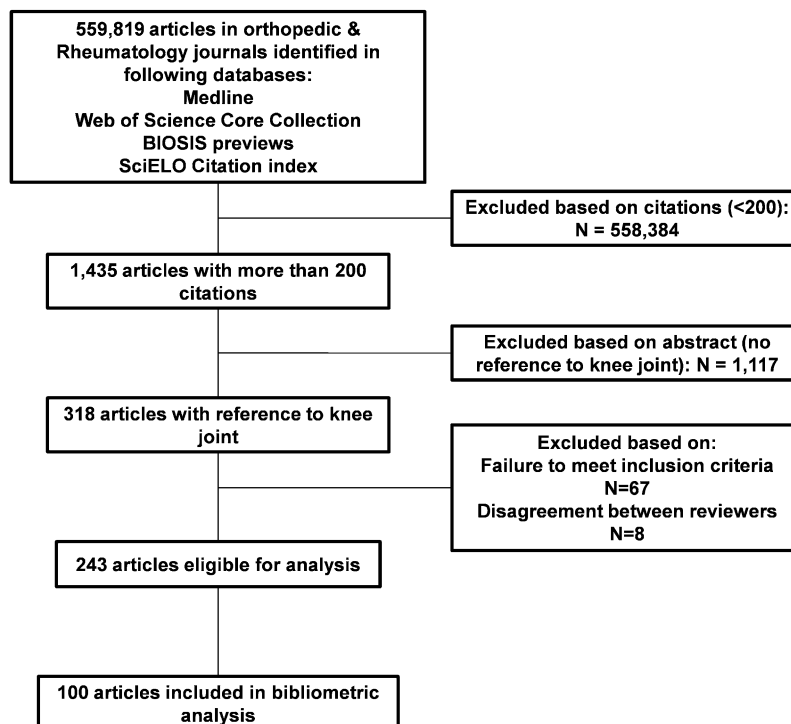 559,819 articles in orthopedic &
Rheumatology journals identified in
following databases:
Medline
Web of Science Core Collection
BIOSIS previews
SciELO Citation index
Excluded based on citations (<200):
N = 558,384
1,435 articles with more than 200
citations
Excluded based on abstract (no
reference to knee joint): N = 1,117
318 articles with reference to knee
joint
Excluded based on:
Failure to meet inclusion criteria
N=67
Disagreement between reviewers
N=8
243 articles eligible for analysis
100 articles included in bibliometric
analysis